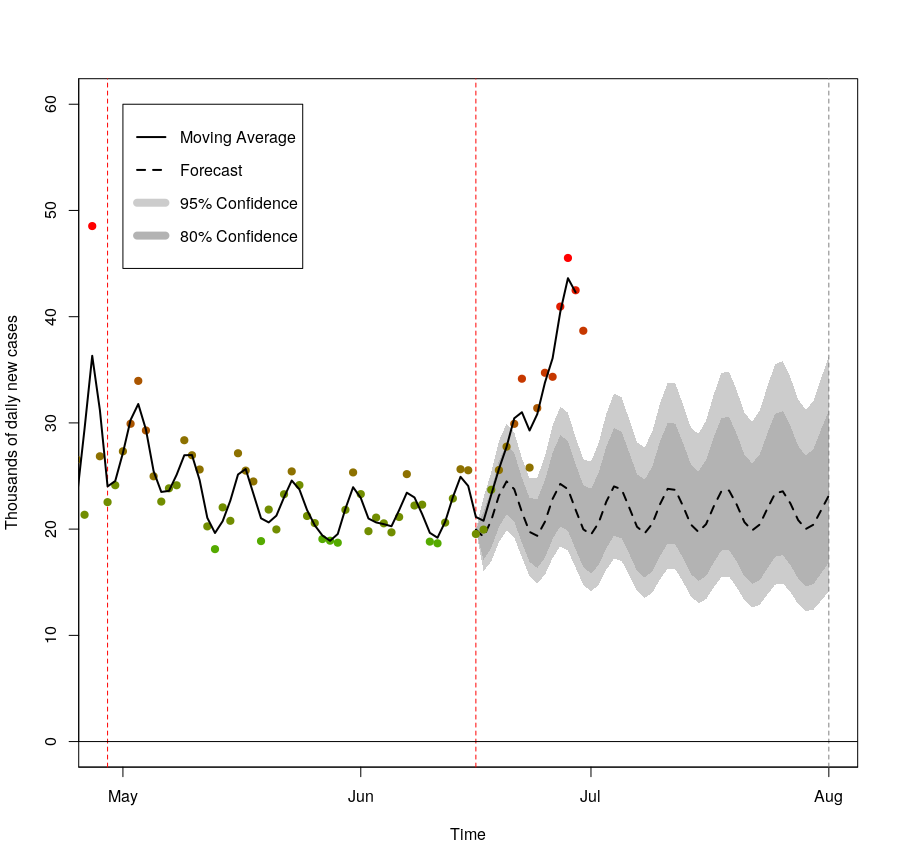 60
50
40
30
20
10
0
Thousands of daily new cases
Moving Average
Forecast
95% Confidence
80% Confidence
May Jun Jul Aug
Time